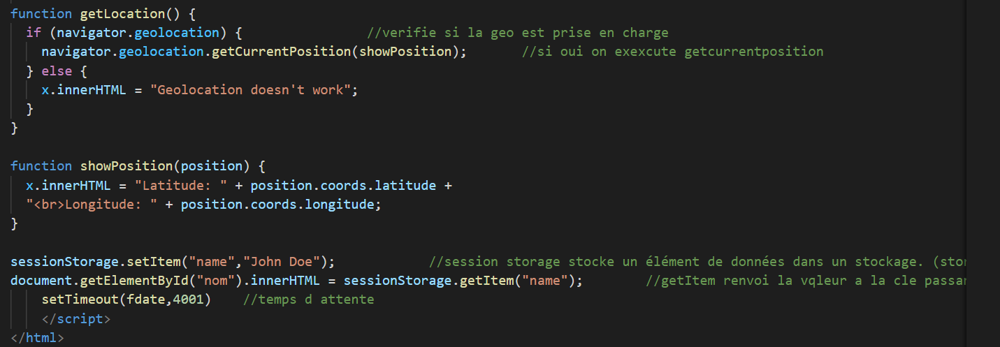 function getLocation() {
if (navigator.geolocation) { //verifie si la geo est prise en charge
navigator.geolocation.getCurrentPosition(showPosition); //si oui on exexcute getcurrentposition
} else {
x.innerHTML = "Geolocation doesn't work";
}
}
function showPosition(position) {
x.innerHTML = "Latitude: " + position.coords.latitude +
"<br>Longitude: " + position.coords.longitude;
}
sessionStorage.setItem("name","John Doe"); //session storage stocke un élément de données dans un stockage.
document.getElementById("nom").innerHTML = sessionStorage.getItem("name"); //getItem renvoi la vqleur a la cle
setTimeout(fdate,4001) //temps d attente
</script>
</html>